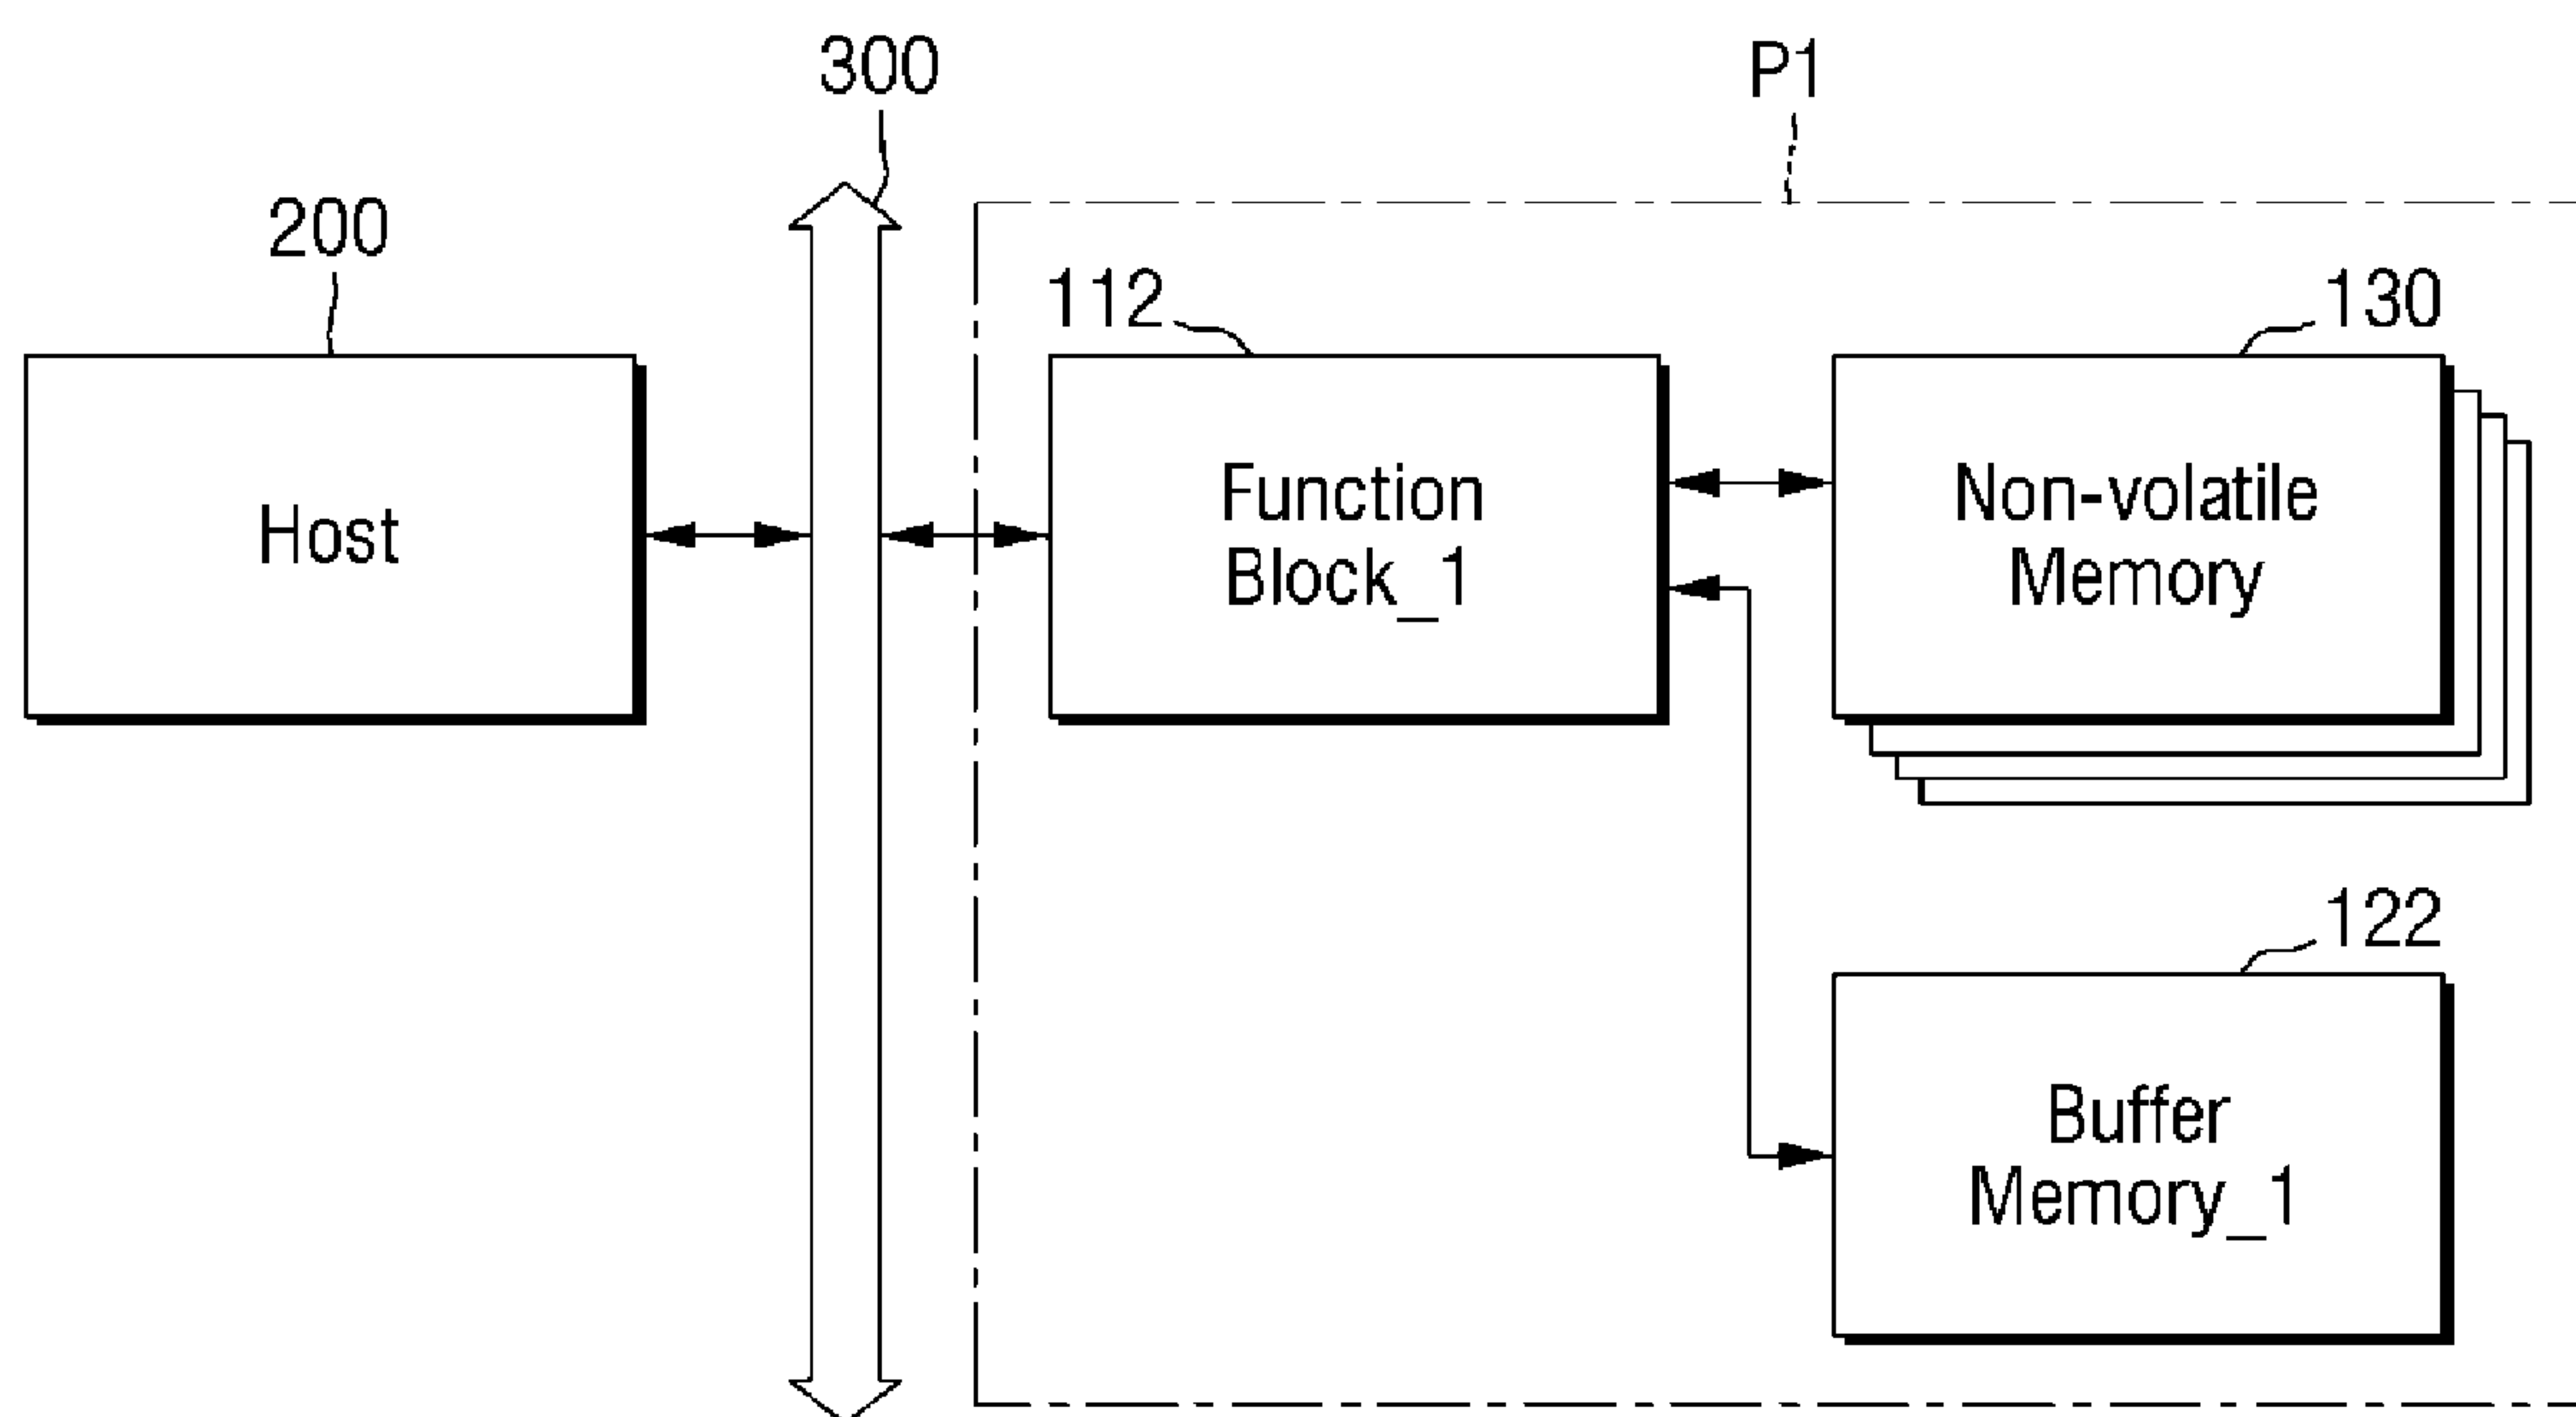 300
P1
200
112
130
Host
Function
Block_1
Non-volatile
Memory
122
Buffer
Memory_1